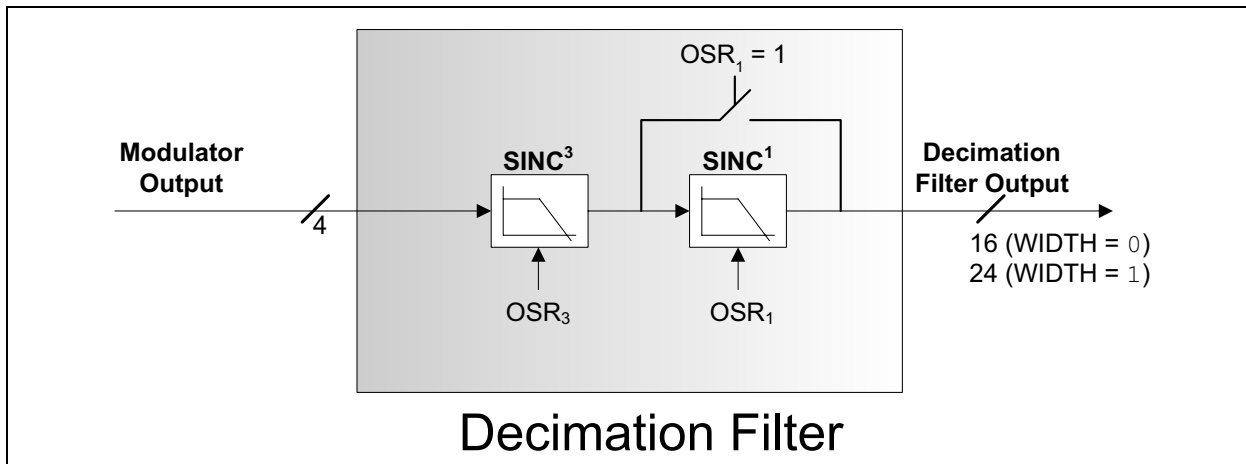 OSR₁ = 1
Modulator
Output
SINC³
SINC¹
Decimation
Filter Output
4
16 (WIDTH = 0)
24 (WIDTH = 1)
OSR₃
OSR₁
Decimation Filter